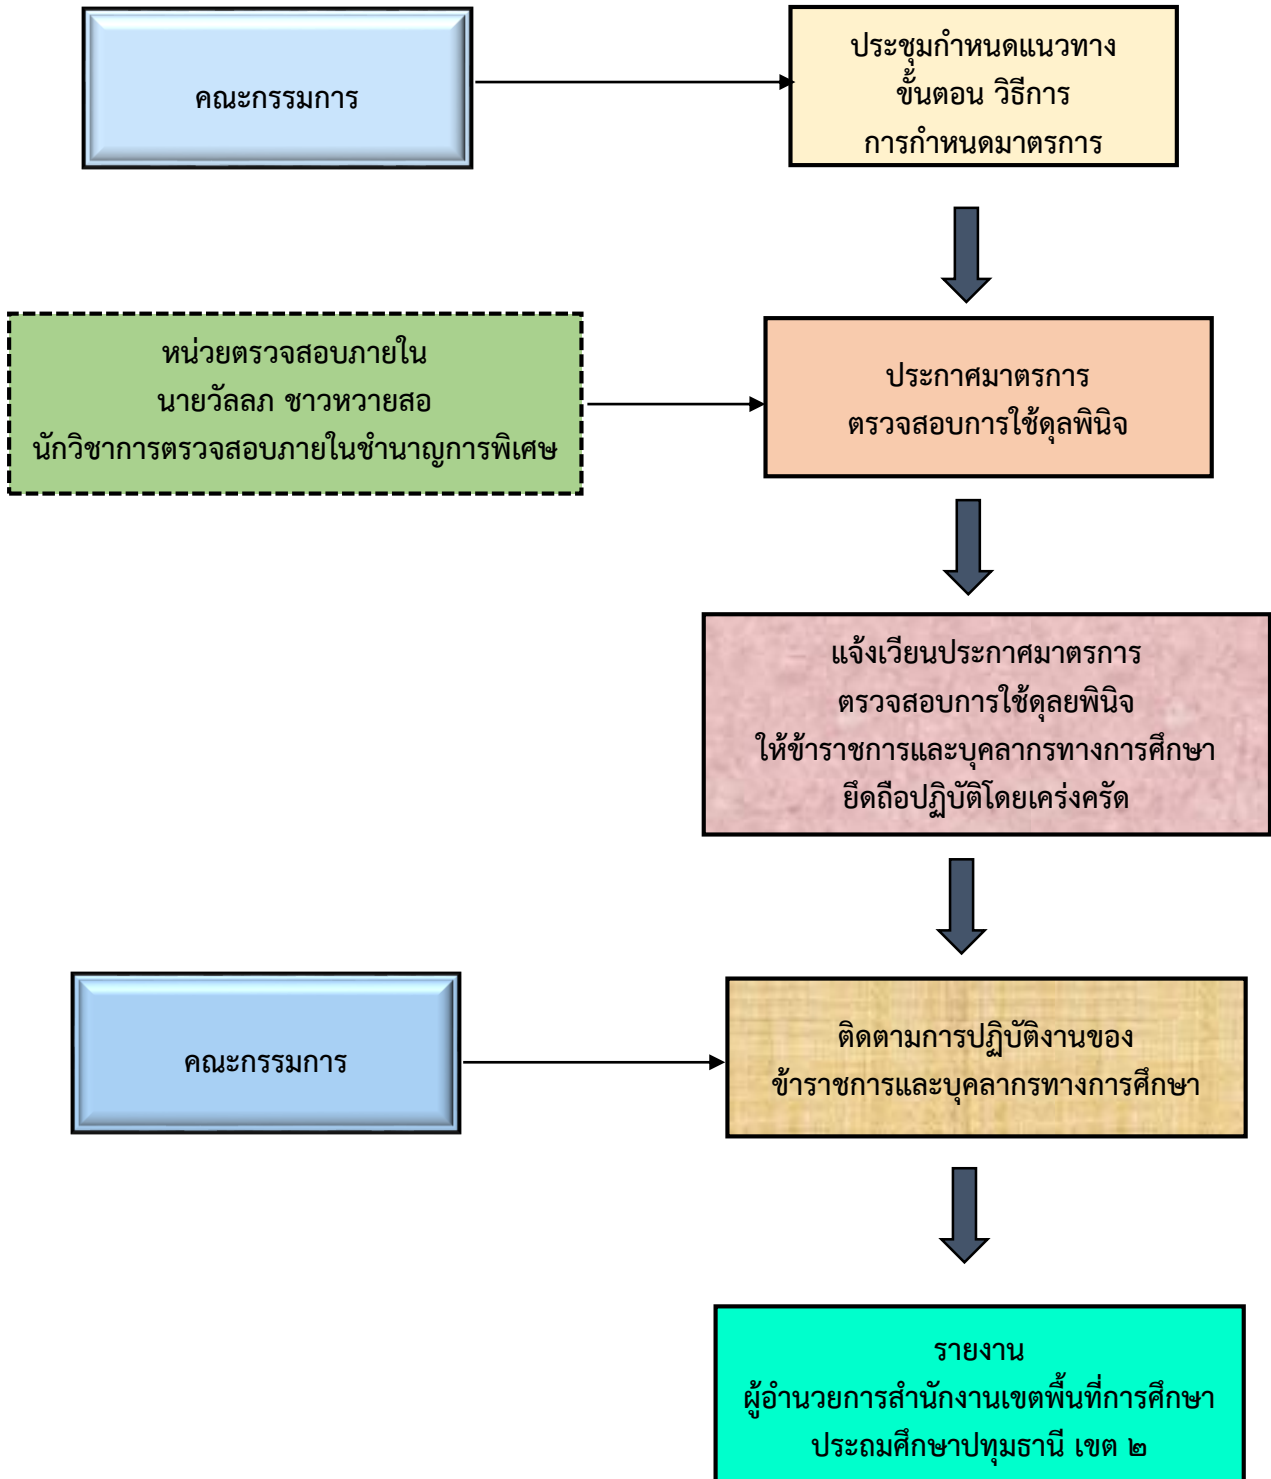 คณะกรรมการ
ประชุมกำหนดแนวทาง
ขั้นตอน วิธีการ
การกำหนดมาตรการ
หน่วยตรวจสอบภายใน
นายวัลลภ ชาวหวายสอ
นักวิชาการตรวจสอบภายในชำนาญการพิเศษ
ประกาศมาตรการ
ตรวจสอบการใช้ดุลพินิจ
แจ้งเวียนประกาศมาตรการ
ตรวจสอบการใช้ดุลยพินิจ
ให้ข้าราชการและบุคลากรทางการศึกษา
ยึดถือปฏิบัติโดยเคร่งครัด
คณะกรรมการ
ติดตามการปฏิบัติงานของ
ข้าราชการและบุคลากรทางการศึกษา
รายงาน
ผู้อำนวยการสำนักงานเขตพื้นที่การศึกษา
ประถมศึกษาปทุมธานี เขต ๒